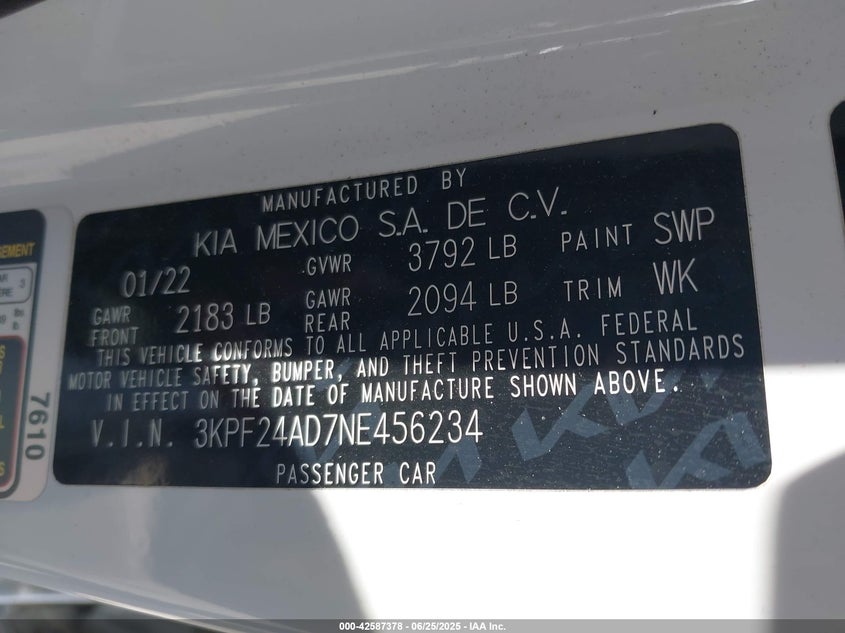 MANUFACTURED BY
KIA MEXICO S.A. DE C.V.
01/22 GVWR 3792 LB PAINT SWP
GAWR FRONT 2183 LB GAWR REAR 2094 LB TRIM WK
THIS VEHICLE CONFORMS TO ALL APPLICABLE U.S.A. FEDERAL
MOTOR VEHICLE SAFETY, BUMPER, AND THEFT PREVENTION STANDARDS
IN EFFECT ON THE DATE OF MANUFACTURE SHOWN ABOVE.
V.I.N. 3KPF24AD7NE456234
PASSENGER CAR
7610
000-42587378 - 06/25/2025 - IAA Inc.